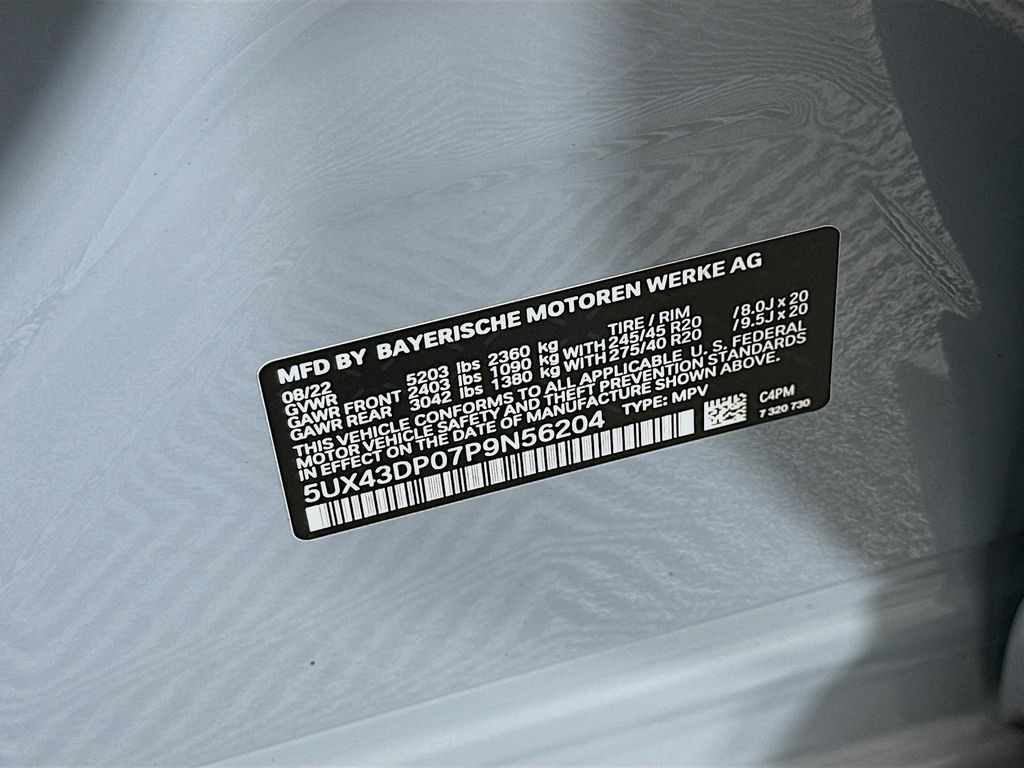 MFD BY BAYERISCHE MOTOREN WERKE AG
08/22 TIRE / RIM
GVWR 5203 lbs 2360 kg
GAWR FRONT 2403 lbs 1090 kg WITH 245/45 R20 /8.0J x 20
GAWR REAR 3042 lbs 1380 kg WITH 275/40 R20 /9.5J x 20
THIS VEHICLE CONFORMS TO ALL APPLICABLE U. S. FEDERAL
MOTOR VEHICLE SAFETY AND THEFT PREVENTION STANDARDS
IN EFFECT ON THE DATE OF MANUFACTURE SHOWN ABOVE.
5UX43DP07P9N56204 TYPE: MPV
C4PM
7 320 730